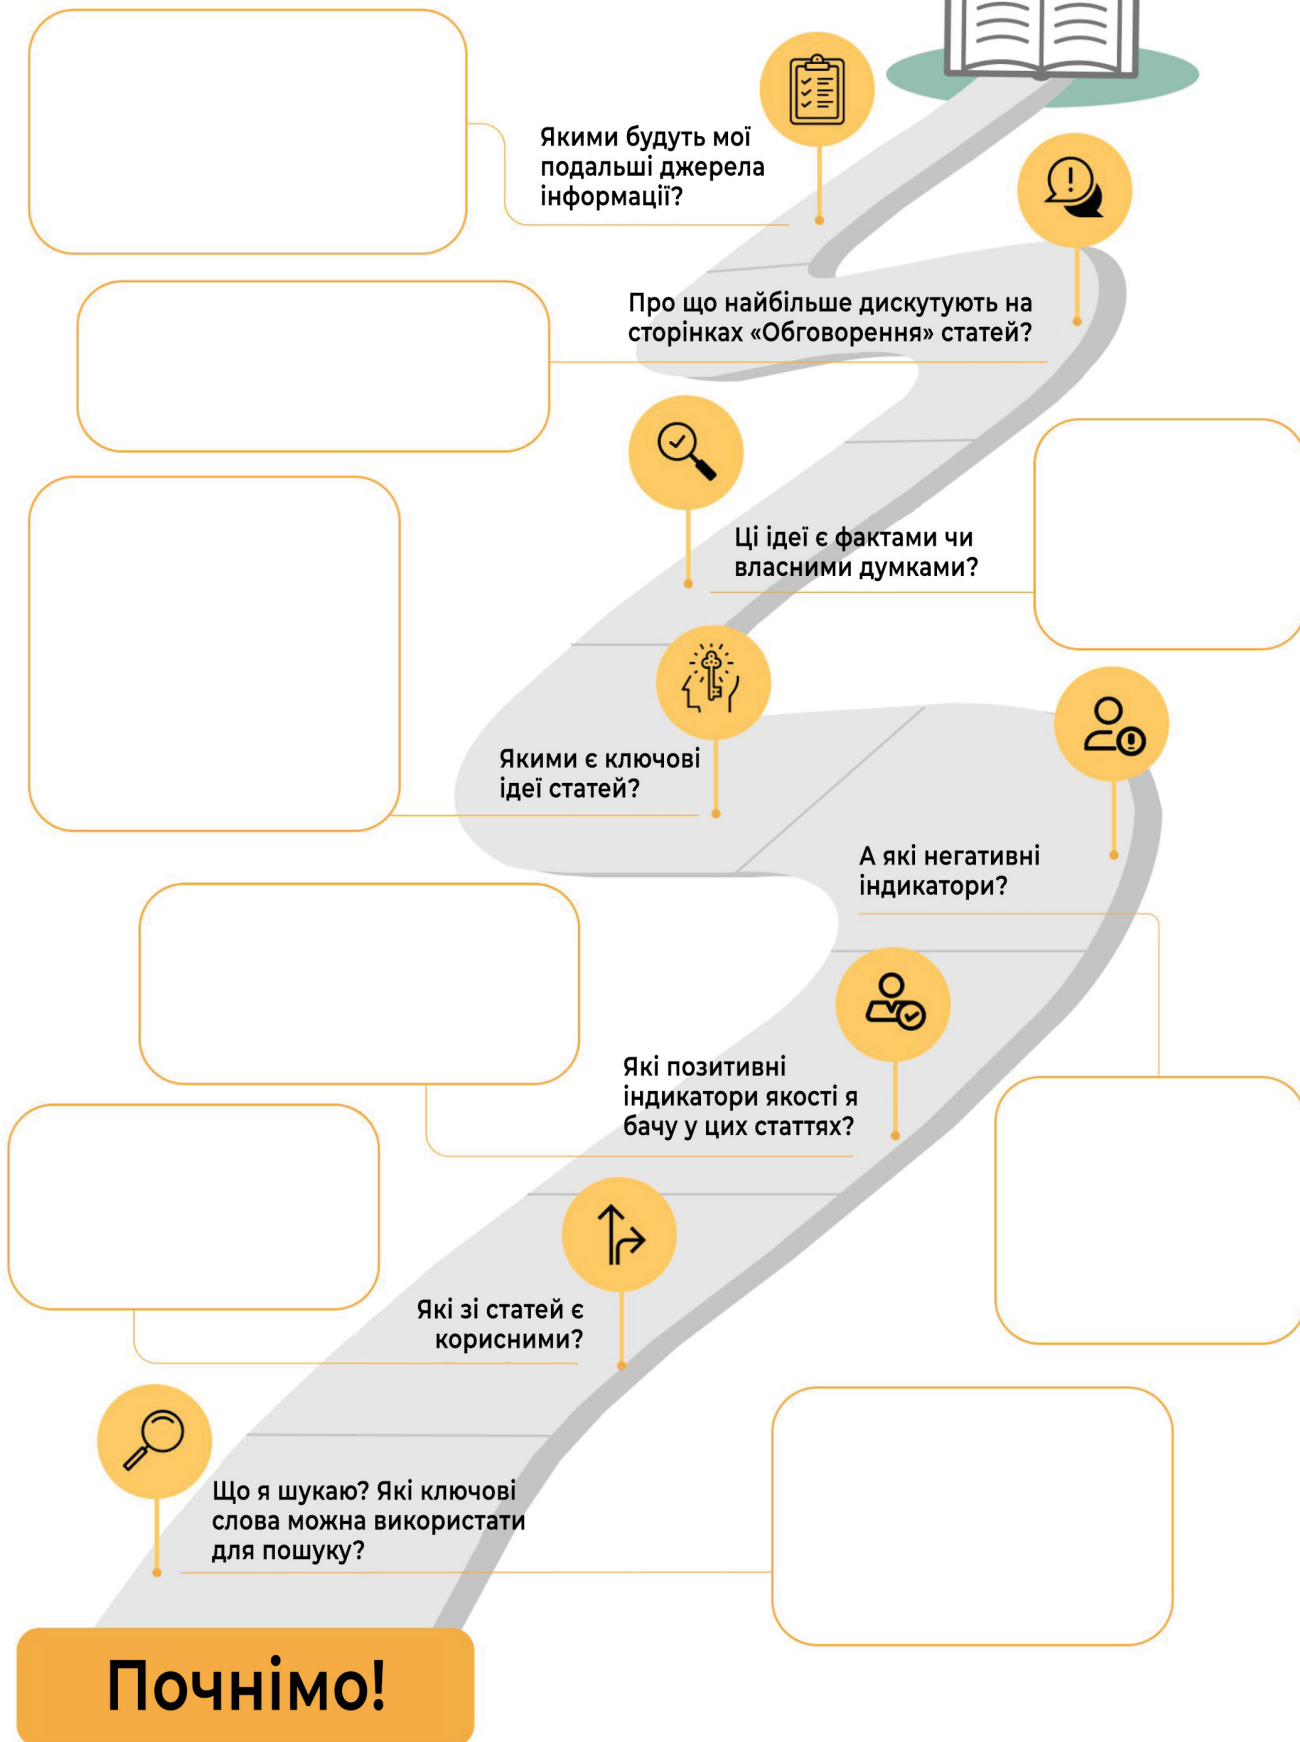 Якими будуть мої
подальші джерела
інформації?
Про що найбільше дискутують на
сторінках «Обговорення» статей?
Ці ідеї є фактами чи
власними думками?
Якими є ключові
ідеї статей?
А які негативні
індикатори?
Які позитивні
індикатори якості я
бачу у цих статтях?
Які зі статей є
корисними?
Що я шукаю? Які ключові
слова можна використати
для пошуку?
Почнімо!